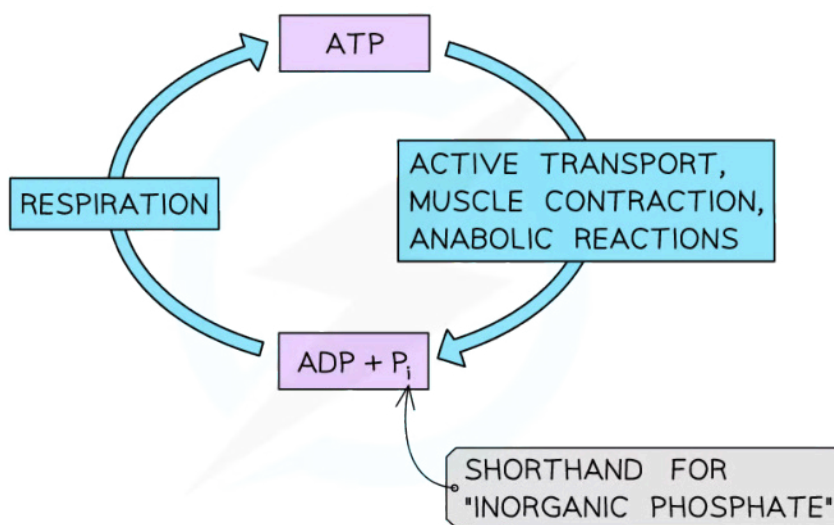 ATP
RESPIRATION
ACTIVE TRANSPORT,
MUSCLE CONTRACTION,
ANABOLIC REACTIONS
ADP + Pi
SHORTHAND FOR
"INORGANIC PHOSPHATE"